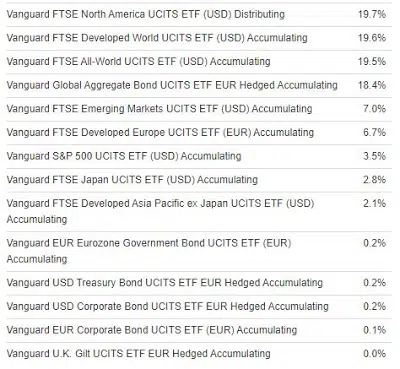 Vanguard FTSE North America UCITS ETF (USD) Distributing 19.7%
Vanguard FTSE Developed World UCITS ETF (USD) Accumulating 19.6%
Vanguard FTSE All-World UCITS ETF (USD) Accumulating 19.5%
Vanguard Global Aggregate Bond UCITS ETF EUR Hedged Accumulating 18.4%
Vanguard FTSE Emerging Markets UCITS ETF (USD) Accumulating 7.0%
Vanguard FTSE Developed Europe UCITS ETF (EUR) Accumulating 6.7%
Vanguard S&P 500 UCITS ETF (USD) Accumulating 3.5%
Vanguard FTSE Japan UCITS ETF (USD) Accumulating 2.8%
Vanguard FTSE Developed Asia Pacific ex Japan UCITS ETF (USD) 2.1%
Accumulating
Vanguard EUR Eurozone Government Bond UCITS ETF (EUR) 0.2%
Accumulating
Vanguard USD Treasury Bond UCITS ETF EUR Hedged Accumulating 0.2%
Vanguard USD Corporate Bond UCITS ETF EUR Hedged Accumulating 0.2%
Vanguard EUR Corporate Bond UCITS ETF (EUR) Accumulating 0.1%
Vanguard U.K. Gilt UCITS ETF EUR Hedged Accumulating 0.0%